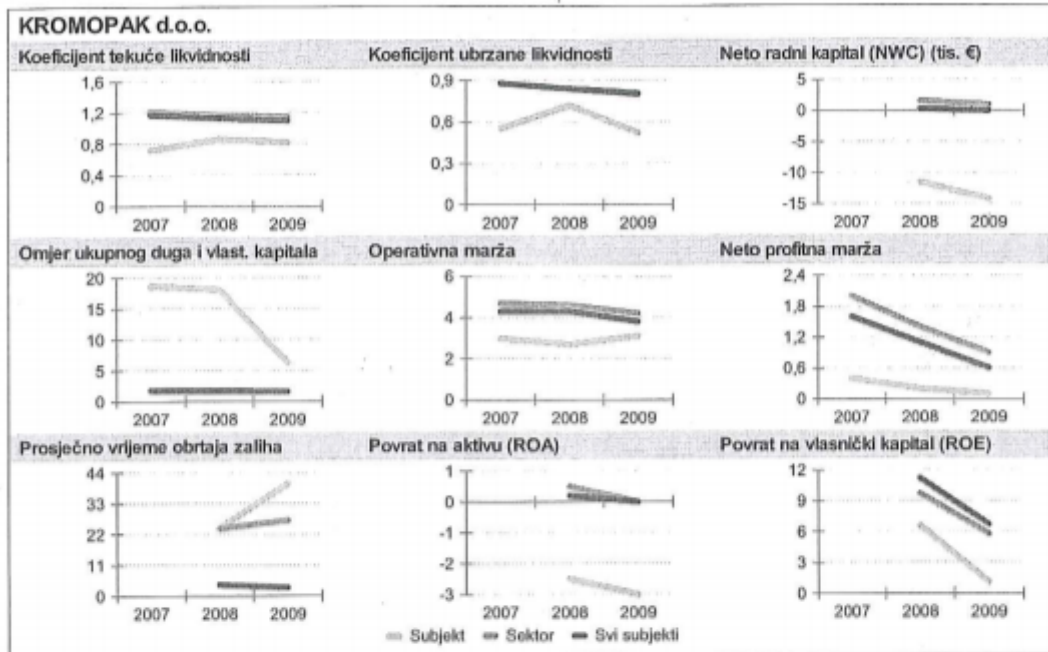 KROMOPAK d.o.o.
Koeficijent tekuće likvidnosti
1,6
1,2
0,8
0,4
0
2007 2008 2009
Koeficijent ubrzane likvidnosti
0,9
0,6
0,3
0
2007 2008 2009
Neto radni kapital (NWC) (tis. €)
5
0
-5
-10
-15
2007 2008 2009
Omjer ukupnog duga i vlast. kapitala
20
15
10
5
0
2007 2008 2009
Operativna marža
6
4
2
0
2007 2008 2009
Neto profitna marža
2,4
1,8
1,2
0,6
0
2007 2008 2009
Prosječno vrijeme obrtaja zaliha
44
33
22
11
0
2007 2008 2009
Povrat na aktivu (ROA)
1
0
-1
-2
-3
2007 2008 2009
Povrat na vlasnički kapital (ROE)
12
9
6
3
0
2007 2008 2009
Subjekt Sektor Svi subjekti